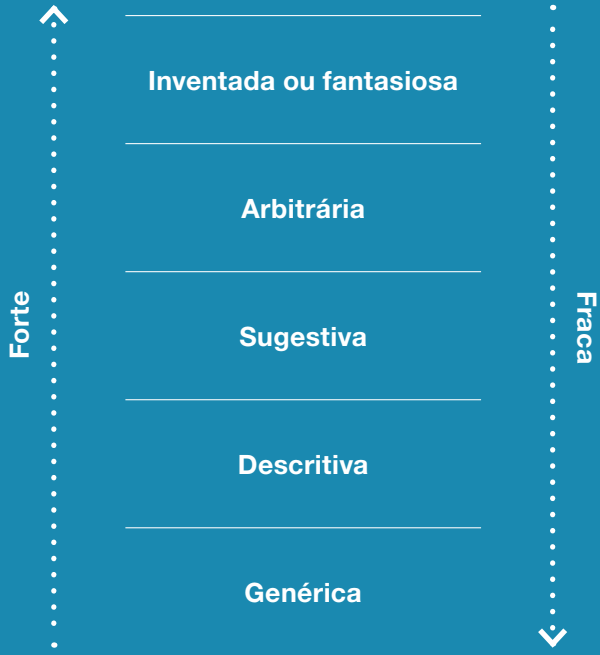 Inventada ou fantasiosa
Arbitrária
Forte
Sugestiva
Fraca
Descritiva
Genérica